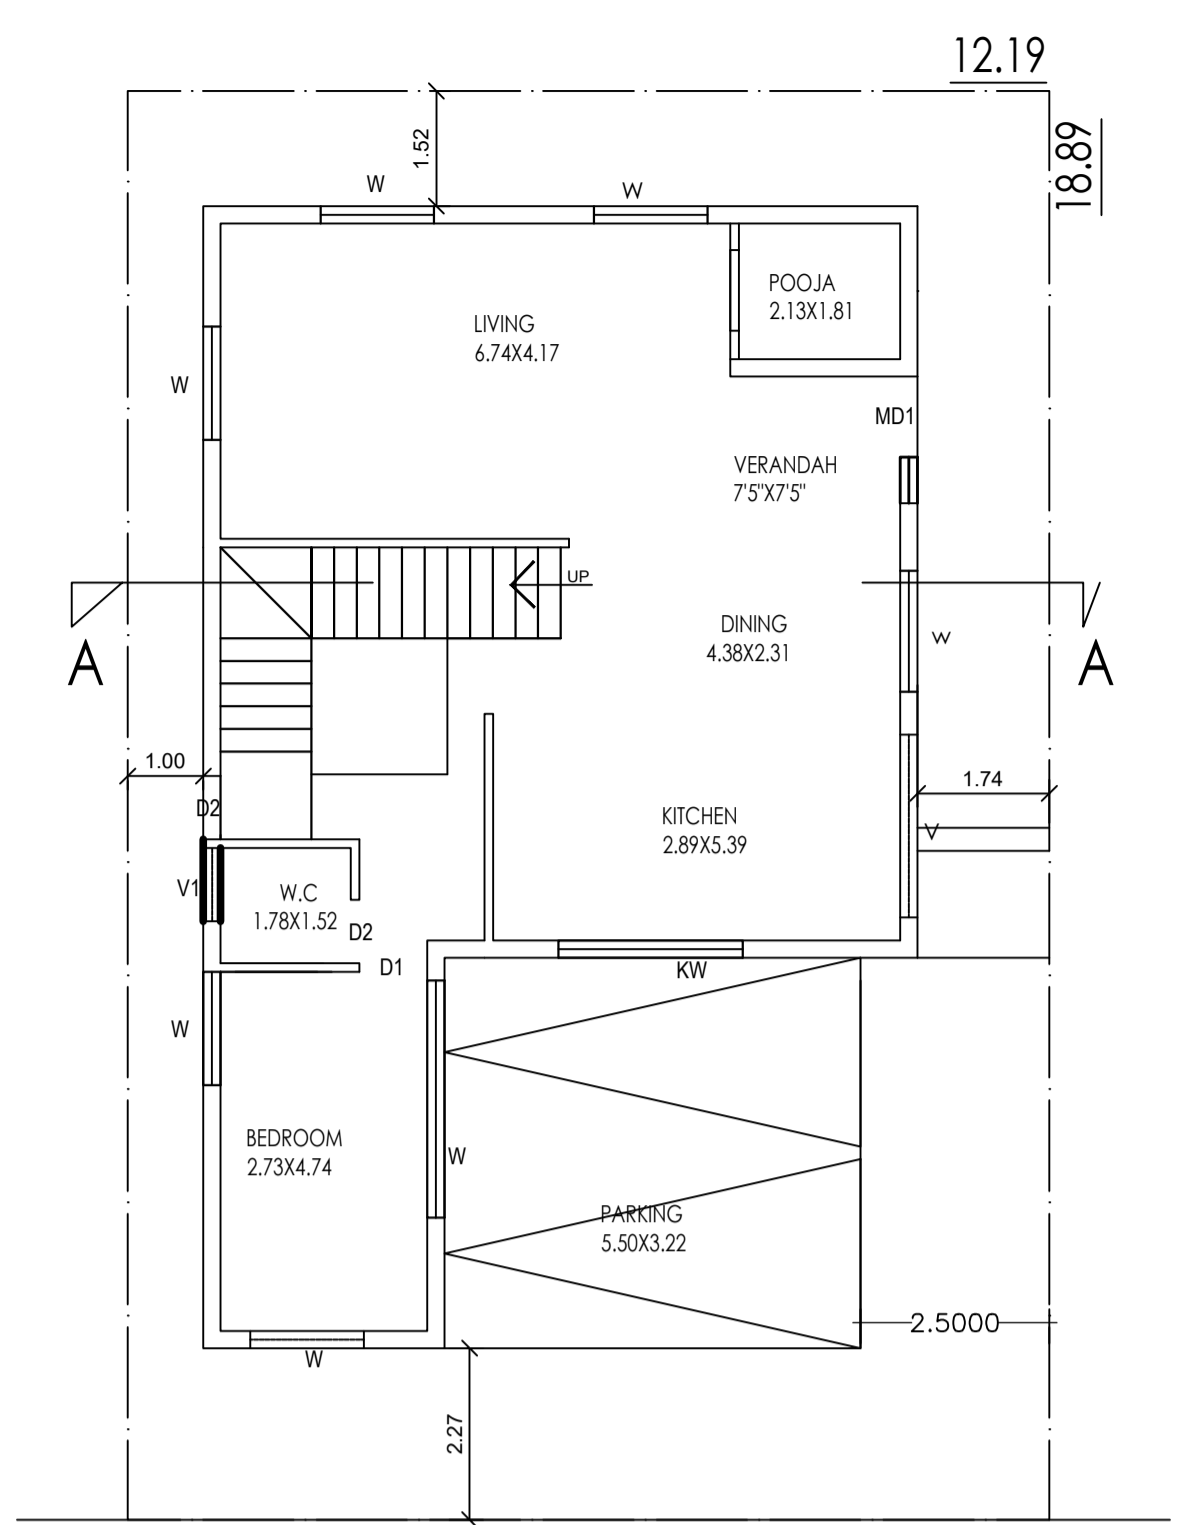 12.19
18.89
1.52
W
W
POOJA
2.13X1.81
LIVING
6.74X4.17
W
MD1
VERANDAH
7'5"X7'5"
UP
DINING
4.38X2.31
W
A
A
1.00
1.74
D2
KITCHEN
2.89X5.39
V
V1
W.C
1.78X1.52
D2
D1
KW
W
BEDROOM
2.73X4.74
W
PARKING
5.50X3.22
2.5000
W
2.27